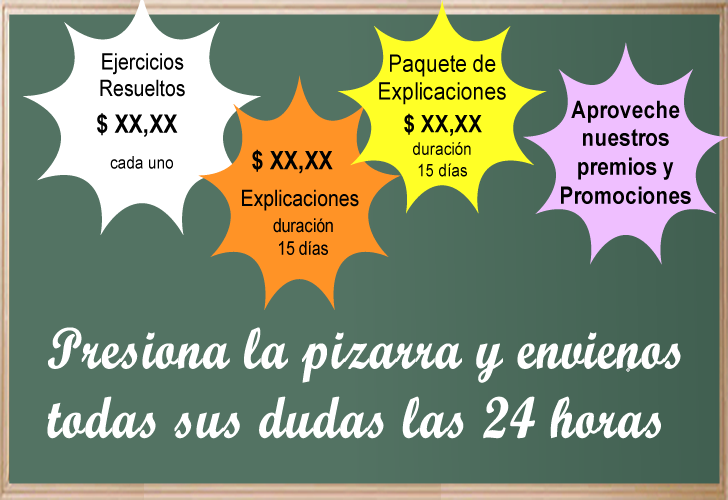 Ejercicios
Resueltos
$ XX,XX
cada uno
$ XX,XX
Explicaciones
duración
15 días
Paquete de
Explicaciones
$ XX,XX
duración
15 días
Aproveche
nuestros
premios y
Promociones
Presiona la pizarra y envienos
todas sus dudas las 24 horas